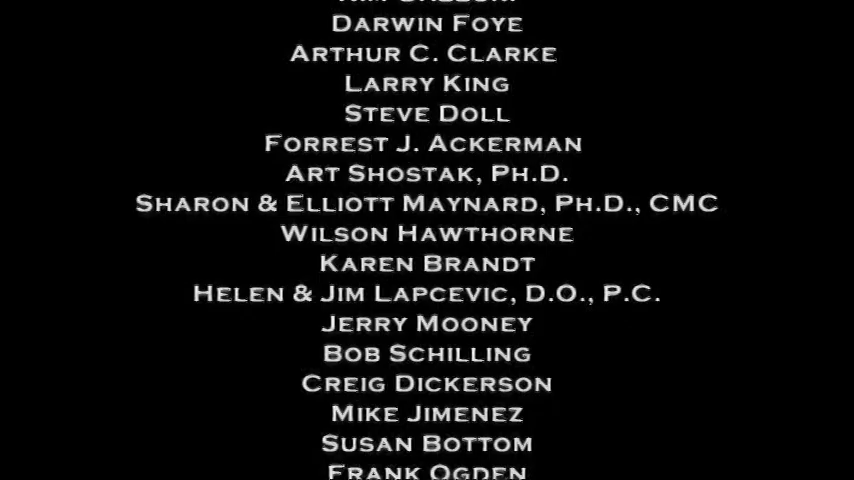 DARWIN FOYE
ARTHUR C. CLARKE
LARRY KING
STEVE DOLL
FORREST J. ACKERMAN
ART SHOSTAK, PH.D.
SHARON & ELLIOTT MAYNARD, PH.D., CMC
WILSON HAWTHORNE
KAREN BRANDT
HELEN & JIM LAPCEVIC, D.O., P.C.
JERRY MOONEY
BOB SCHILLING
CREIG DICKERSON
MIKE JIMENEZ
SUSAN BOTTOM
FRANK OGDEN